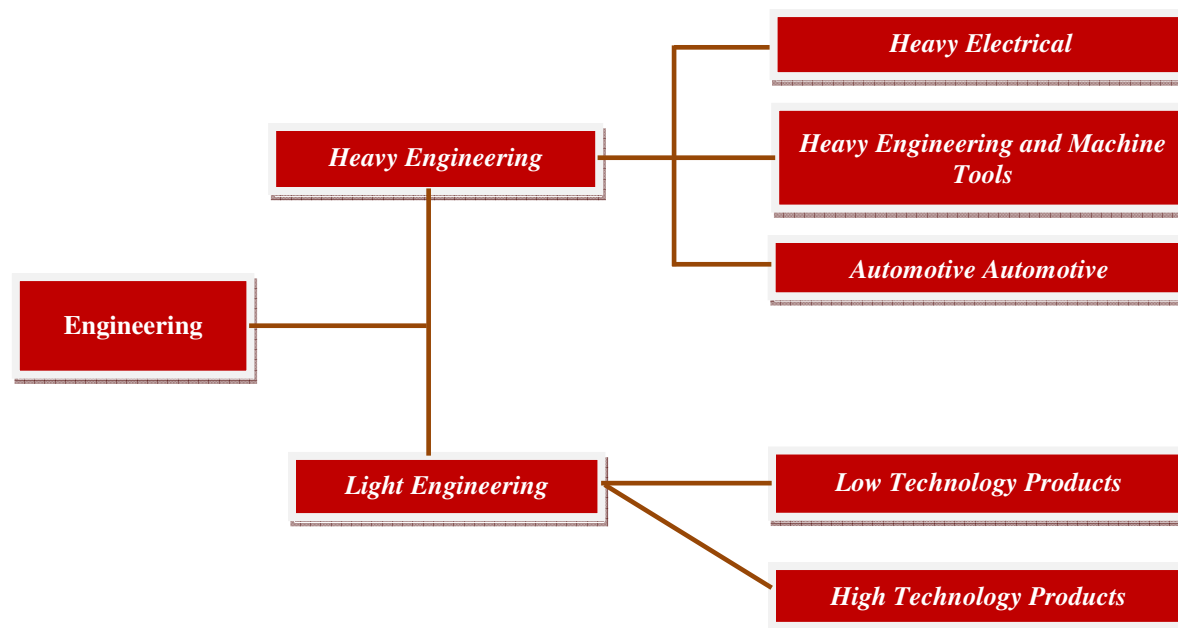 Heavy Electrical
Heavy Engineering
Heavy Engineering and Machine
Tools
Automotive Automotive
Engineering
Light Engineering
Low Technology Products
High Technology Products